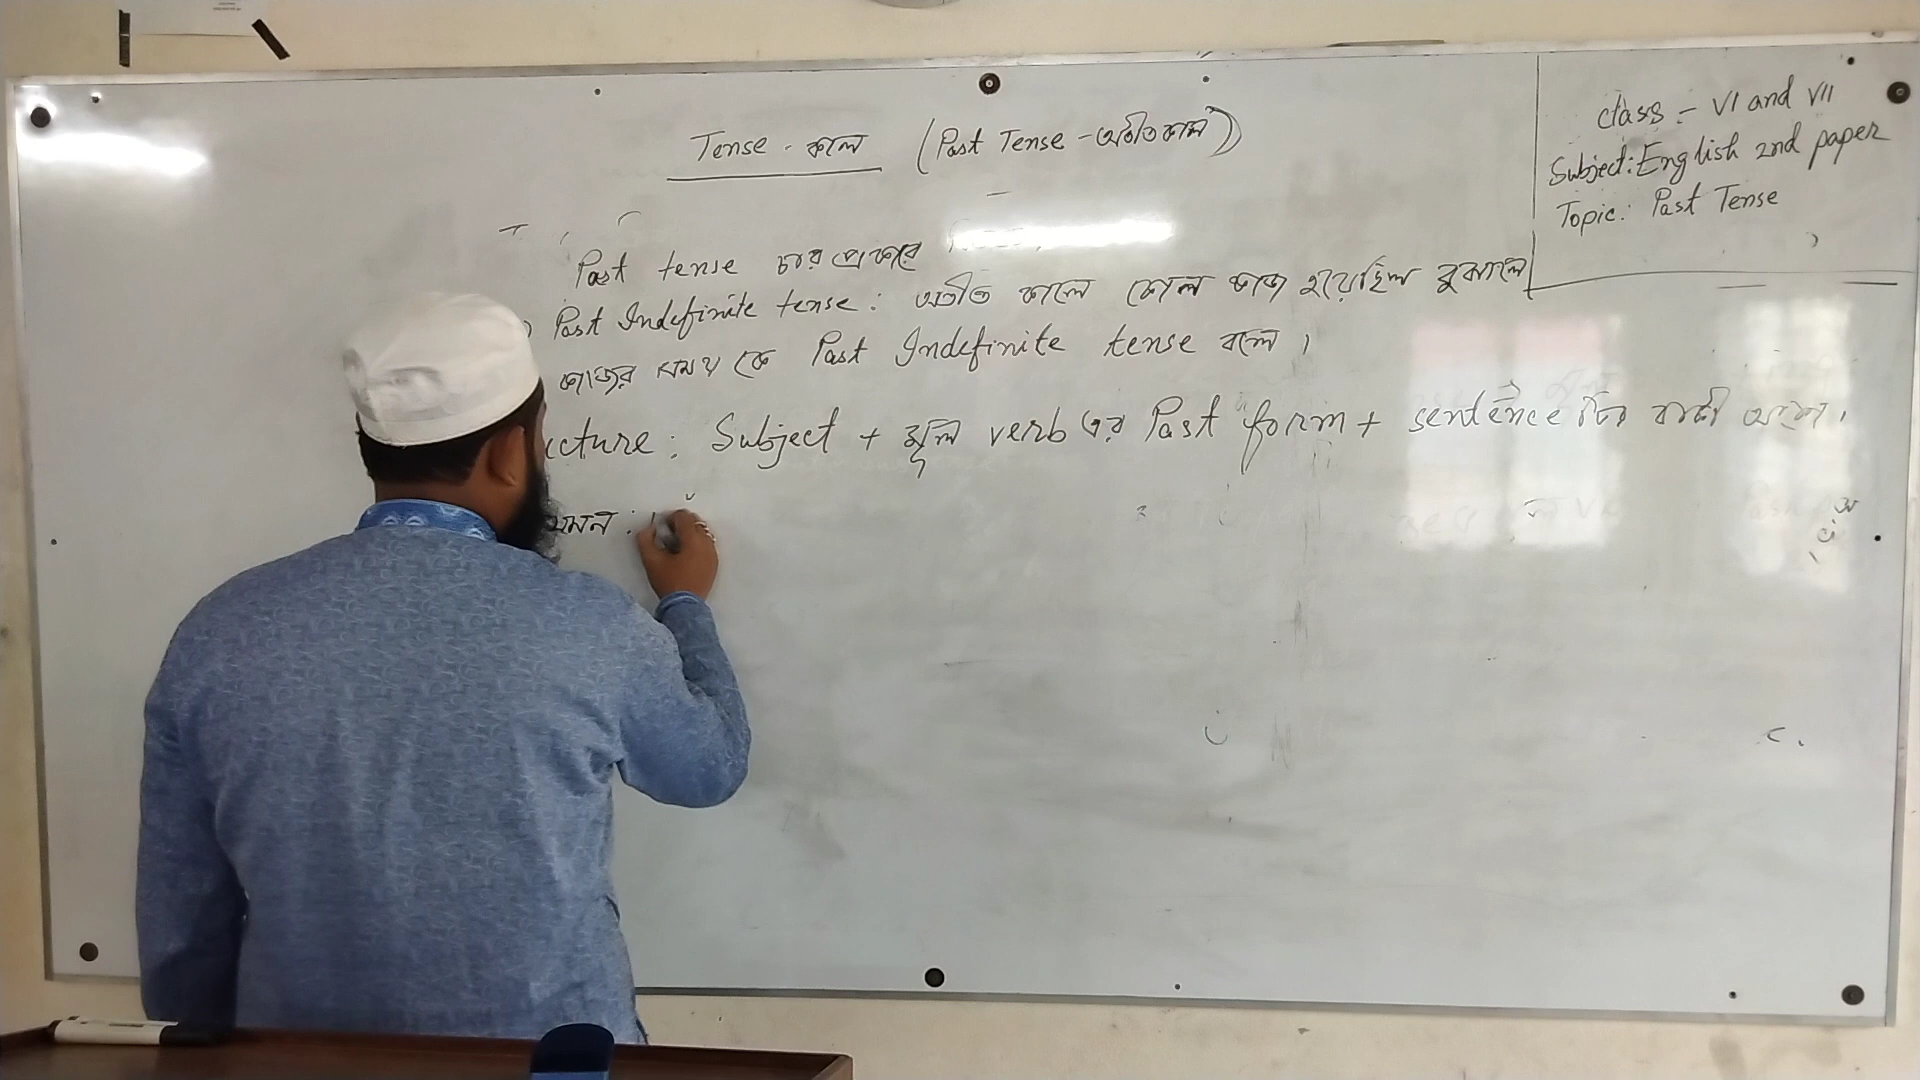 Tense - কাল (Past Tense - অতীতকাল)
class - VI and VII
Subject: English 2nd paper
Topic: Past Tense
Past tense চার প্রকার
Past Indefinite tense: অতীত কালে কোন কাজ হয়েছিল বুঝালে
কাজের সময় কে Past Indefinite tense বলে।
cture: Subject + মূল verb এর Past form + sentence টির বাকী অংশ।
যেমন: